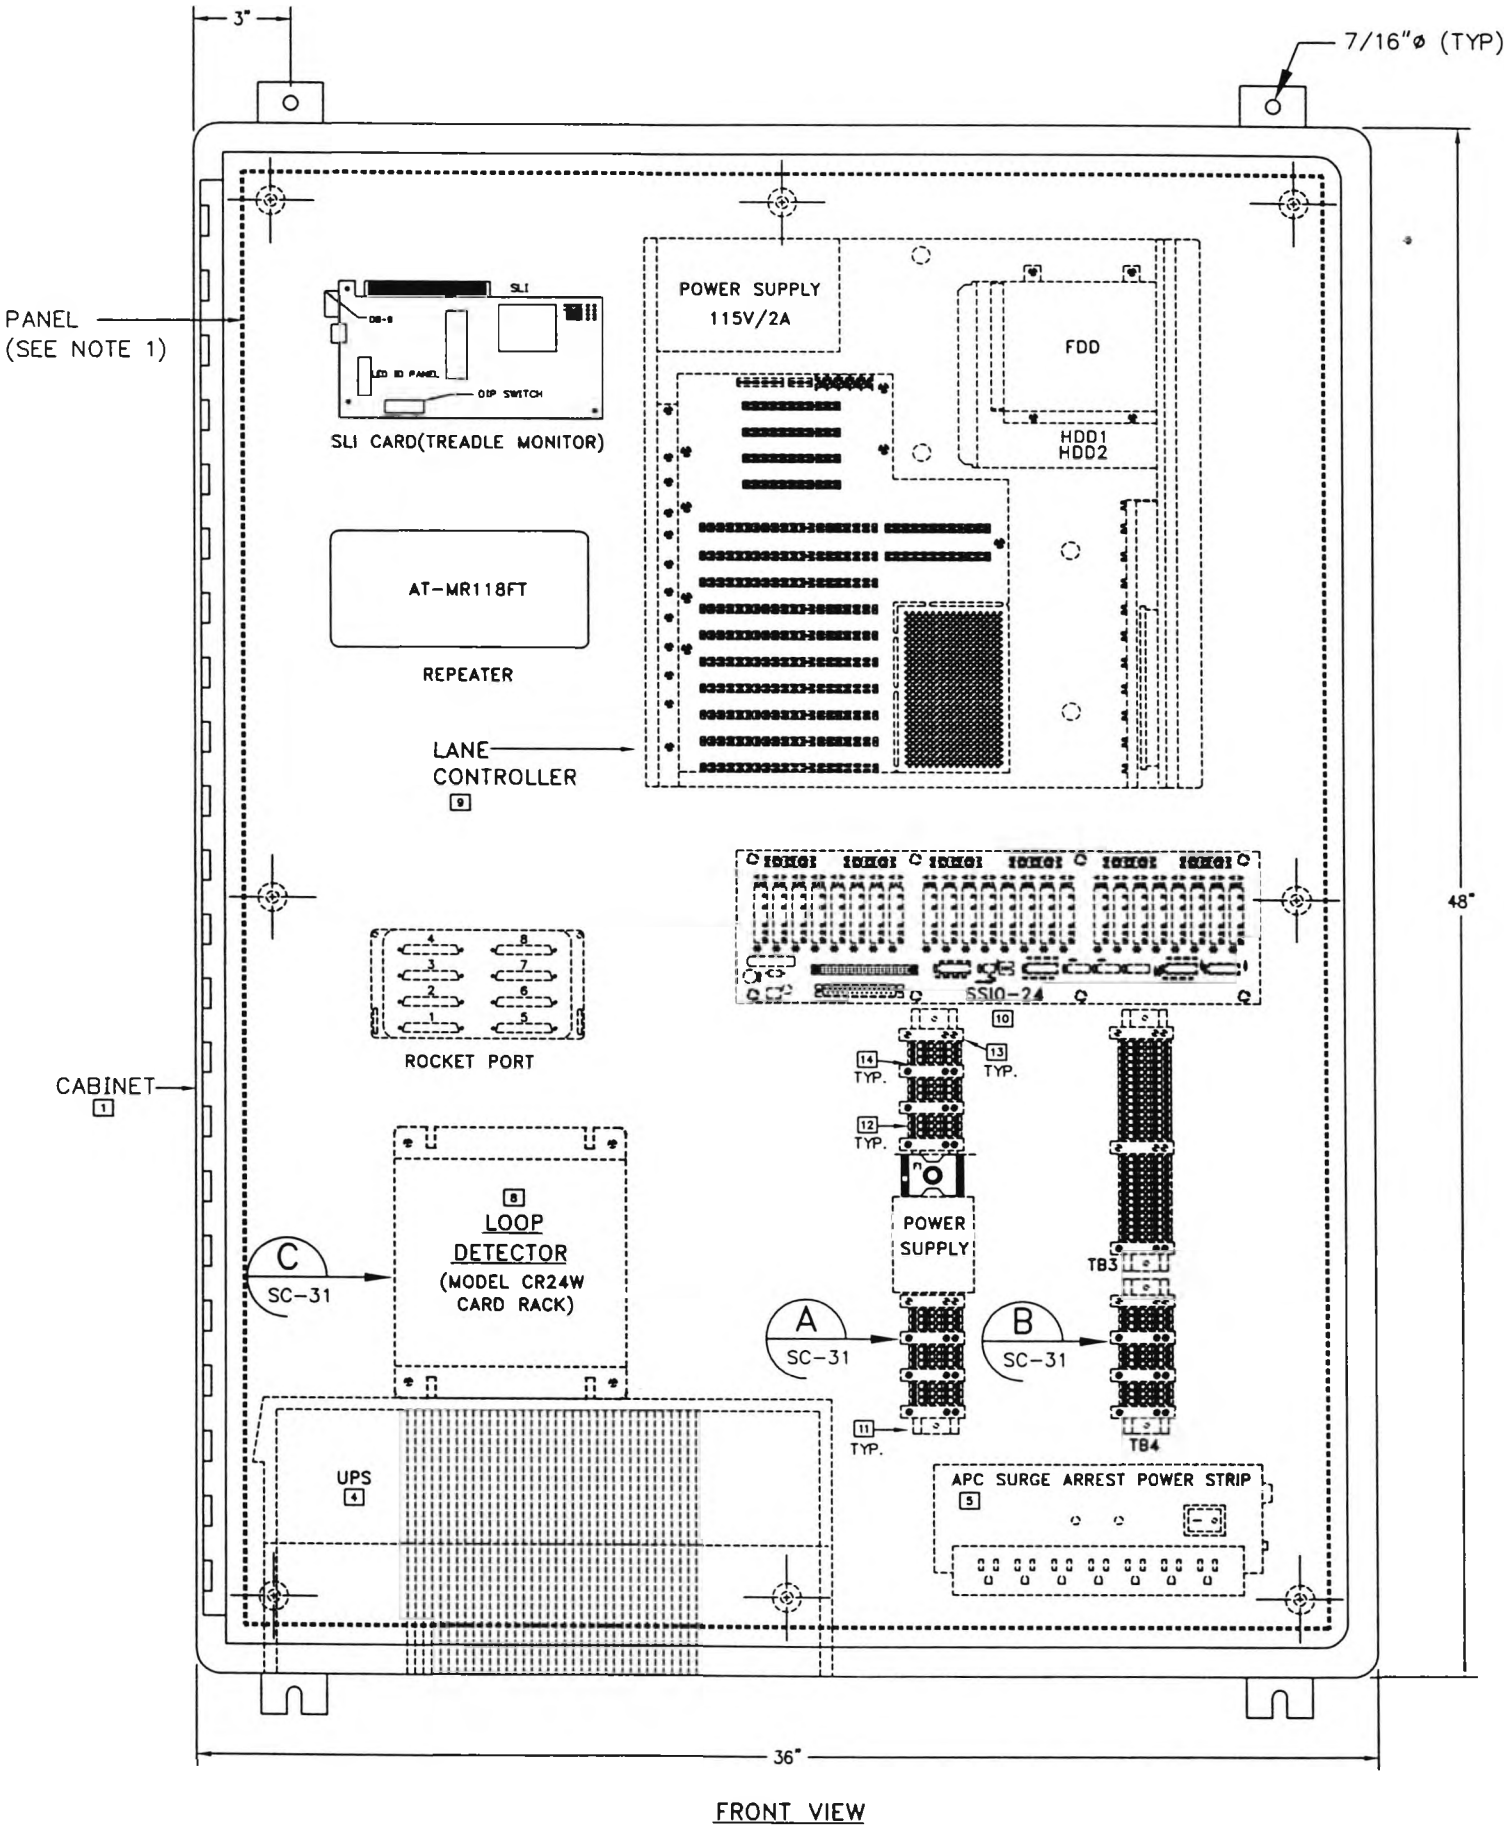 3"
7/16"ø (TYP)
PANEL
(SEE NOTE 1)
SLI
DB-9
LED ID PANEL
DIP SWITCH
SLI CARD(TREADLE MONITOR)
POWER SUPPLY
115V/2A
FDD
HDD1
HDD2
AT-MR118FT
REPEATER
LANE
CONTROLLER
9
48"
SSIO-24
10
4
8
3
7
2
6
1
5
ROCKET PORT
CABINET
1
14
TYP.
13
TYP.
12
TYP.
8
LOOP
DETECTOR
(MODEL CR24W
CARD RACK)
C
SC-31
POWER
SUPPLY
TB3
A
SC-31
B
SC-31
11
TYP.
TB4
UPS
4
APC SURGE ARREST POWER STRIP
5
36"
FRONT VIEW